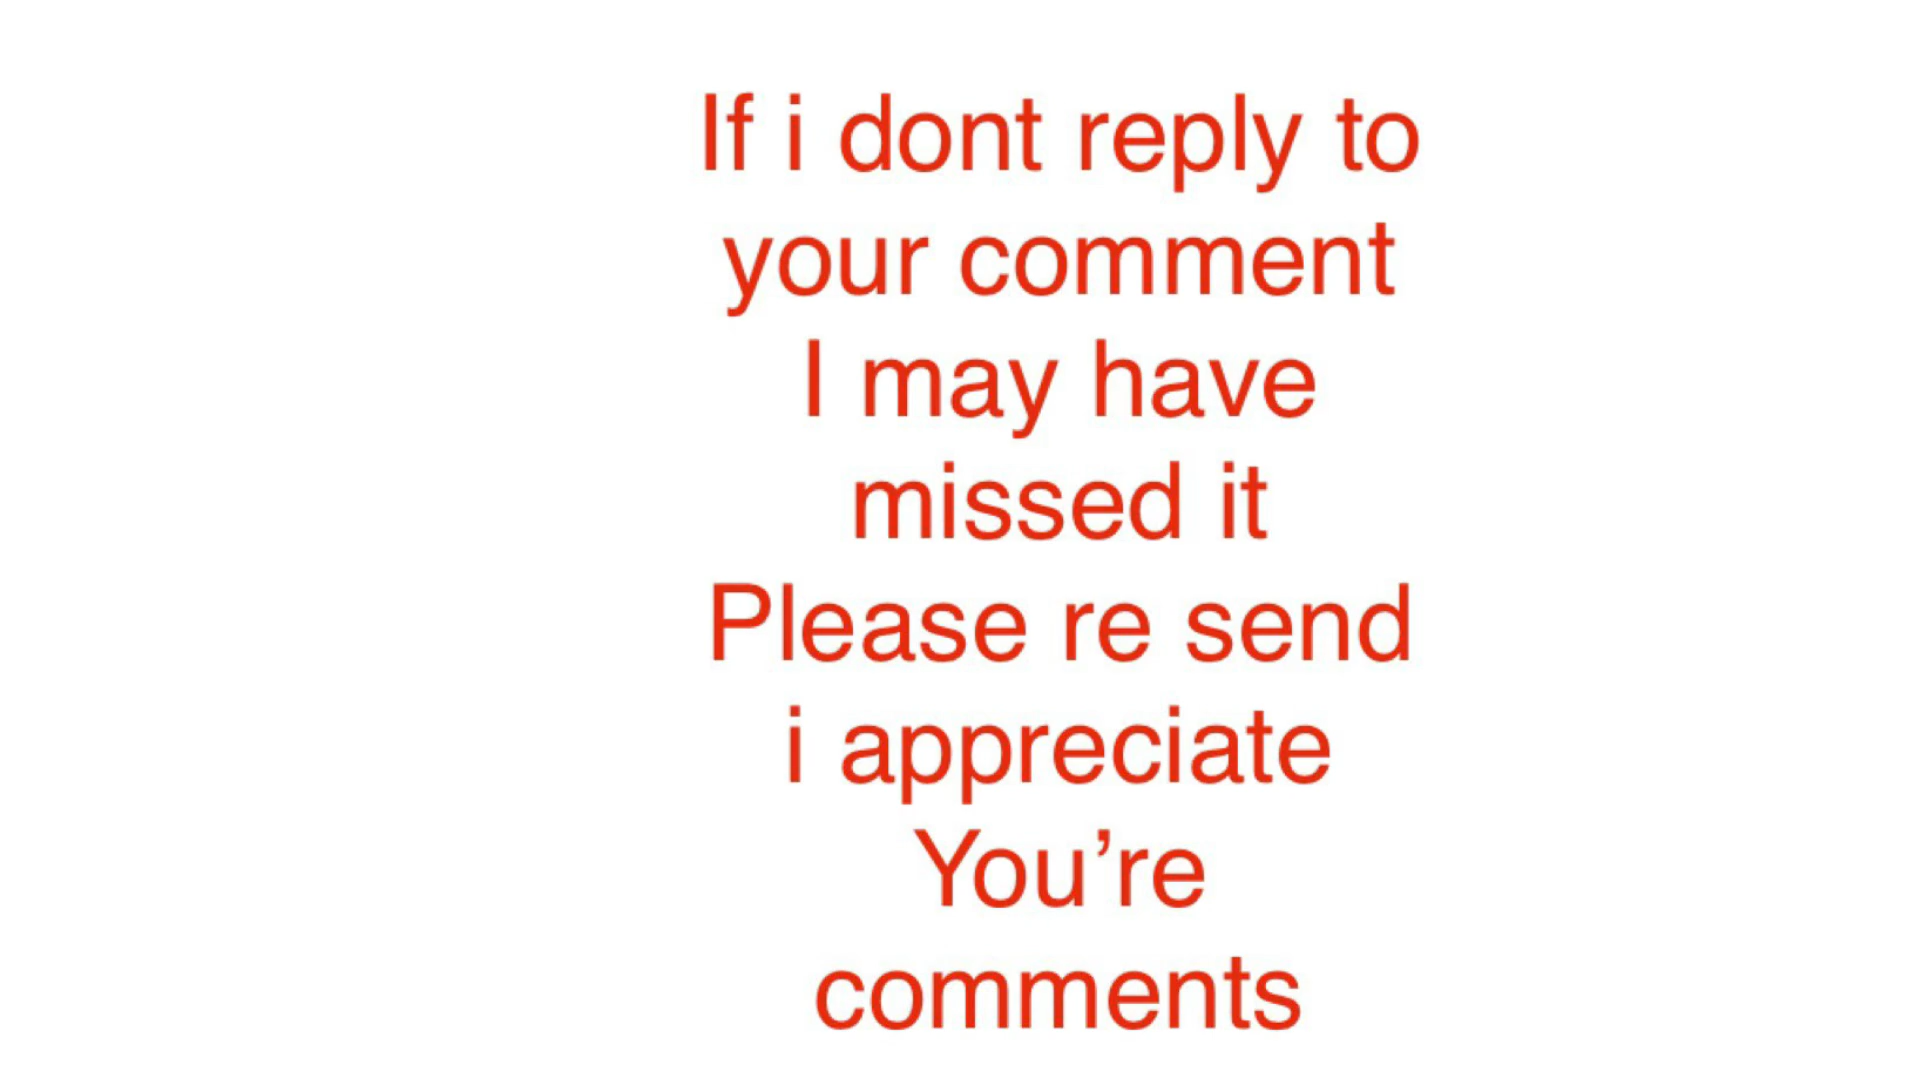 If i dont reply to
your comment
I may have
missed it
Please re send
i appreciate
You’re
comments